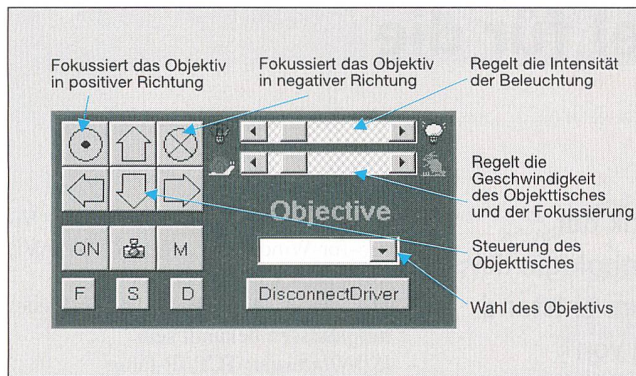 Fokussiert das Objektiv
in positiver Richtung
Fokussiert das Objektiv
in negativer Richtung
Regelt die Intensität
der Beleuchtung
Regelt die
Geschwindigkeit
des Objekttisches
und der Fokussierung
Objective
Steuerung des
Objekttisches
ON
M
Wahl des Objektivs
F
S
D
DisconnectDriver